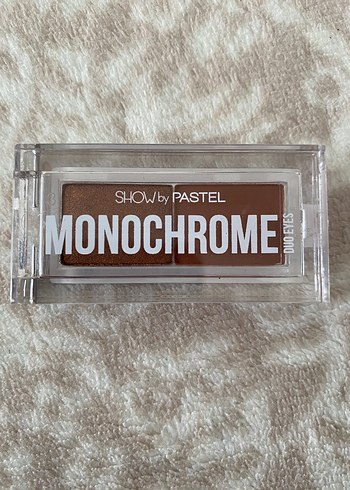 SHOW by PASTEL
MONOCHROME
DUO EYES